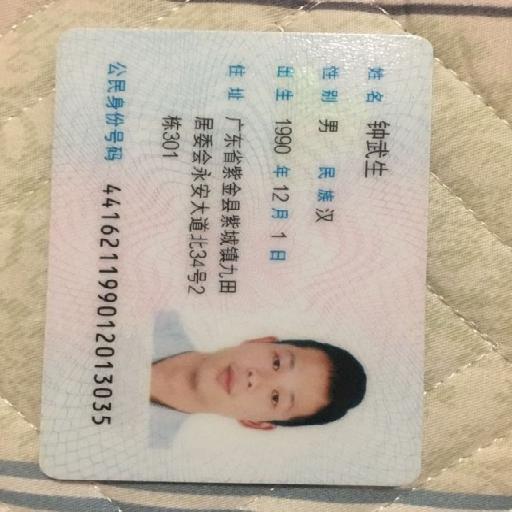 姓名 钟武生
性别 男 民族 汉
出生 1990 年 12 月 1 日
住址 广东省紫金县紫城镇九田
居委会永安大道北34号2
栋301
公民身份号码 441621199012013035